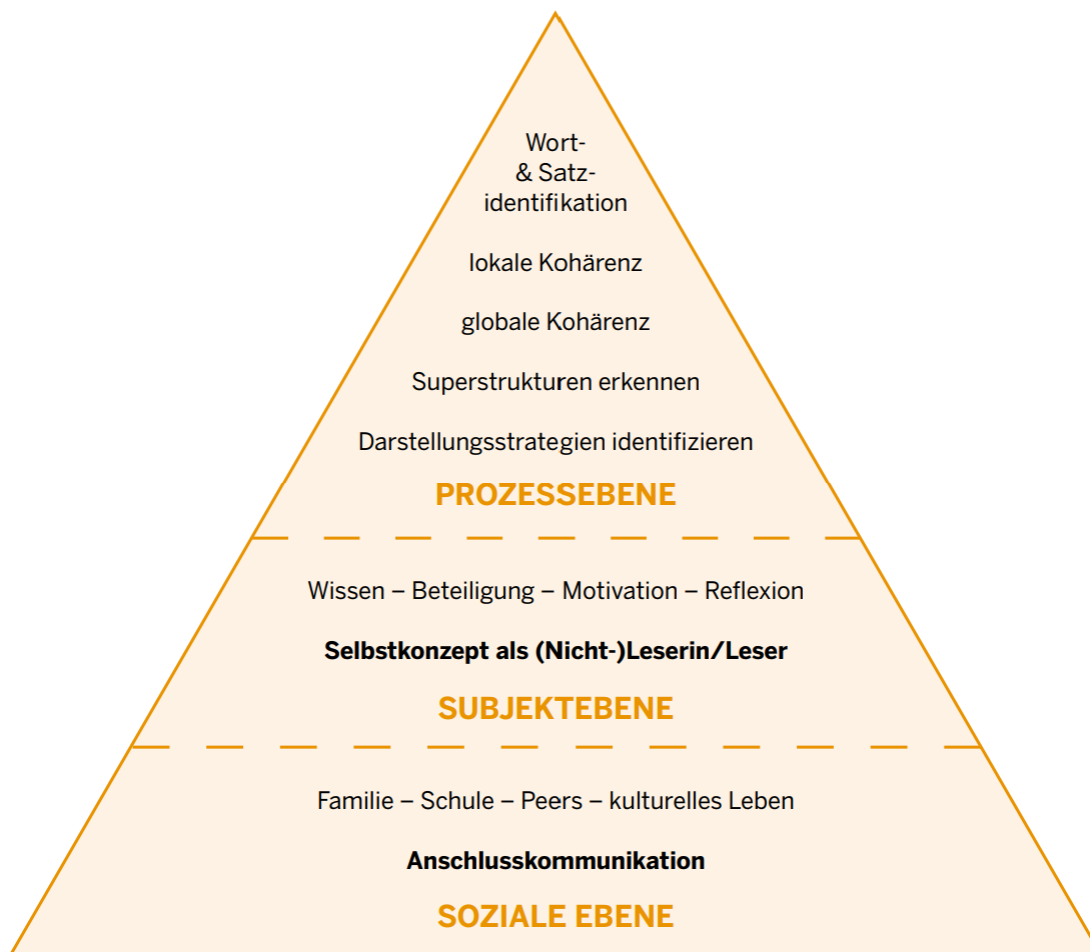 Wort-
& Satz-
identifikation
lokale Kohärenz
globale Kohärenz
Superstrukturen erkennen
Darstellungsstrategien identifizieren
PROZESSEBENE
Wissen – Beteiligung – Motivation – Reflexion
Selbstkonzept als (Nicht-)Leserin/Leser
SUBJEKTEBENE
Familie – Schule – Peers – kulturelles Leben
Anschlusskommunikation
SOZIALE EBENE